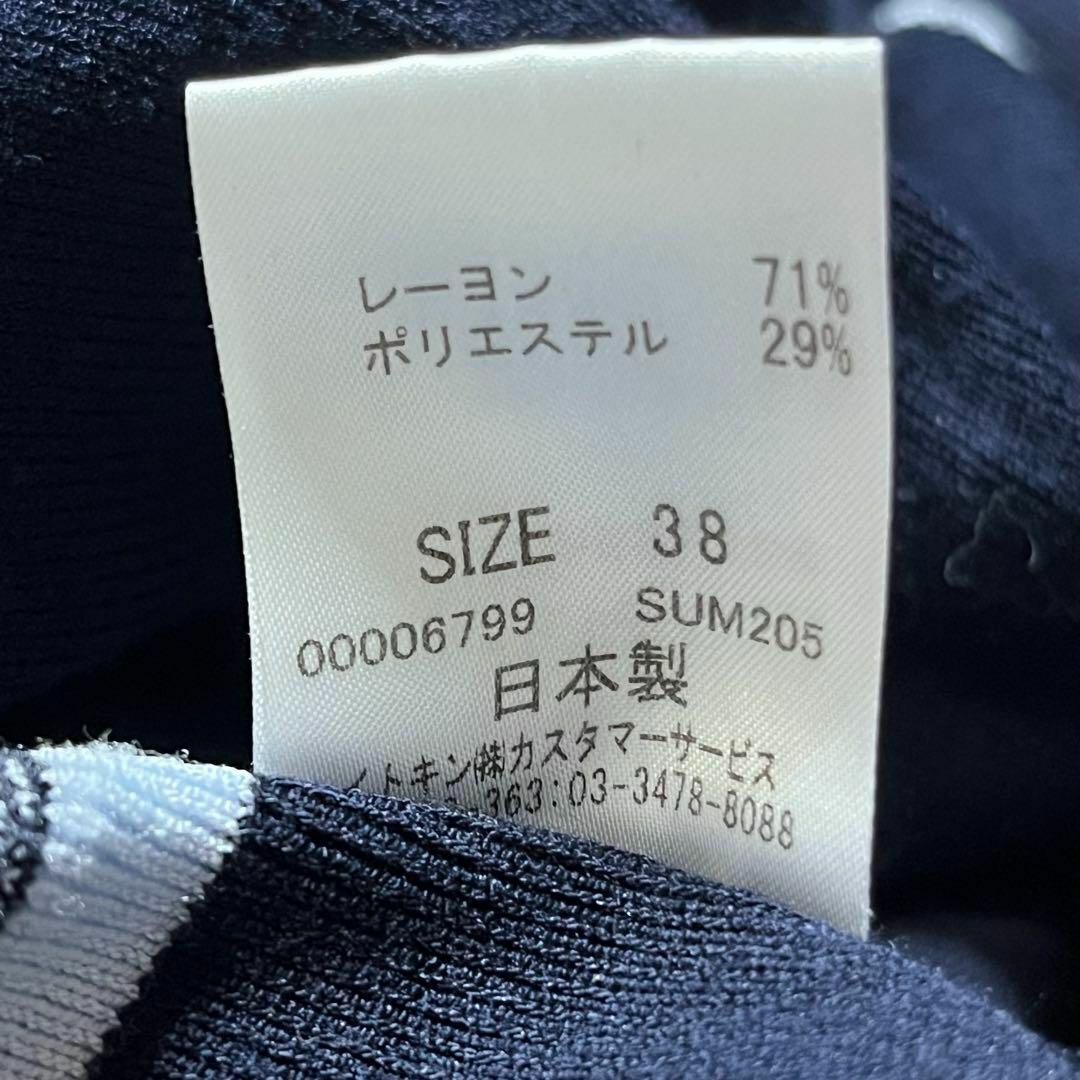 レーヨン 71%
ポリエステル 29%
SIZE 38
00006799 SUM205
日本製
イトキン㈱カスタマーサービス
363:03-3478-8088